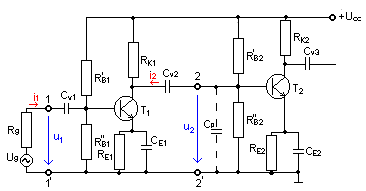 +Ucc
RK1
RK2
Cv3
R'B1
R'B2
i1
i2
Cv2
2
1
Cv1
T1
T2
Rg
u1
R"B1
u2
Cp
R"B2
Ug
RE1
CE1
RE2
CE2
1'
2'